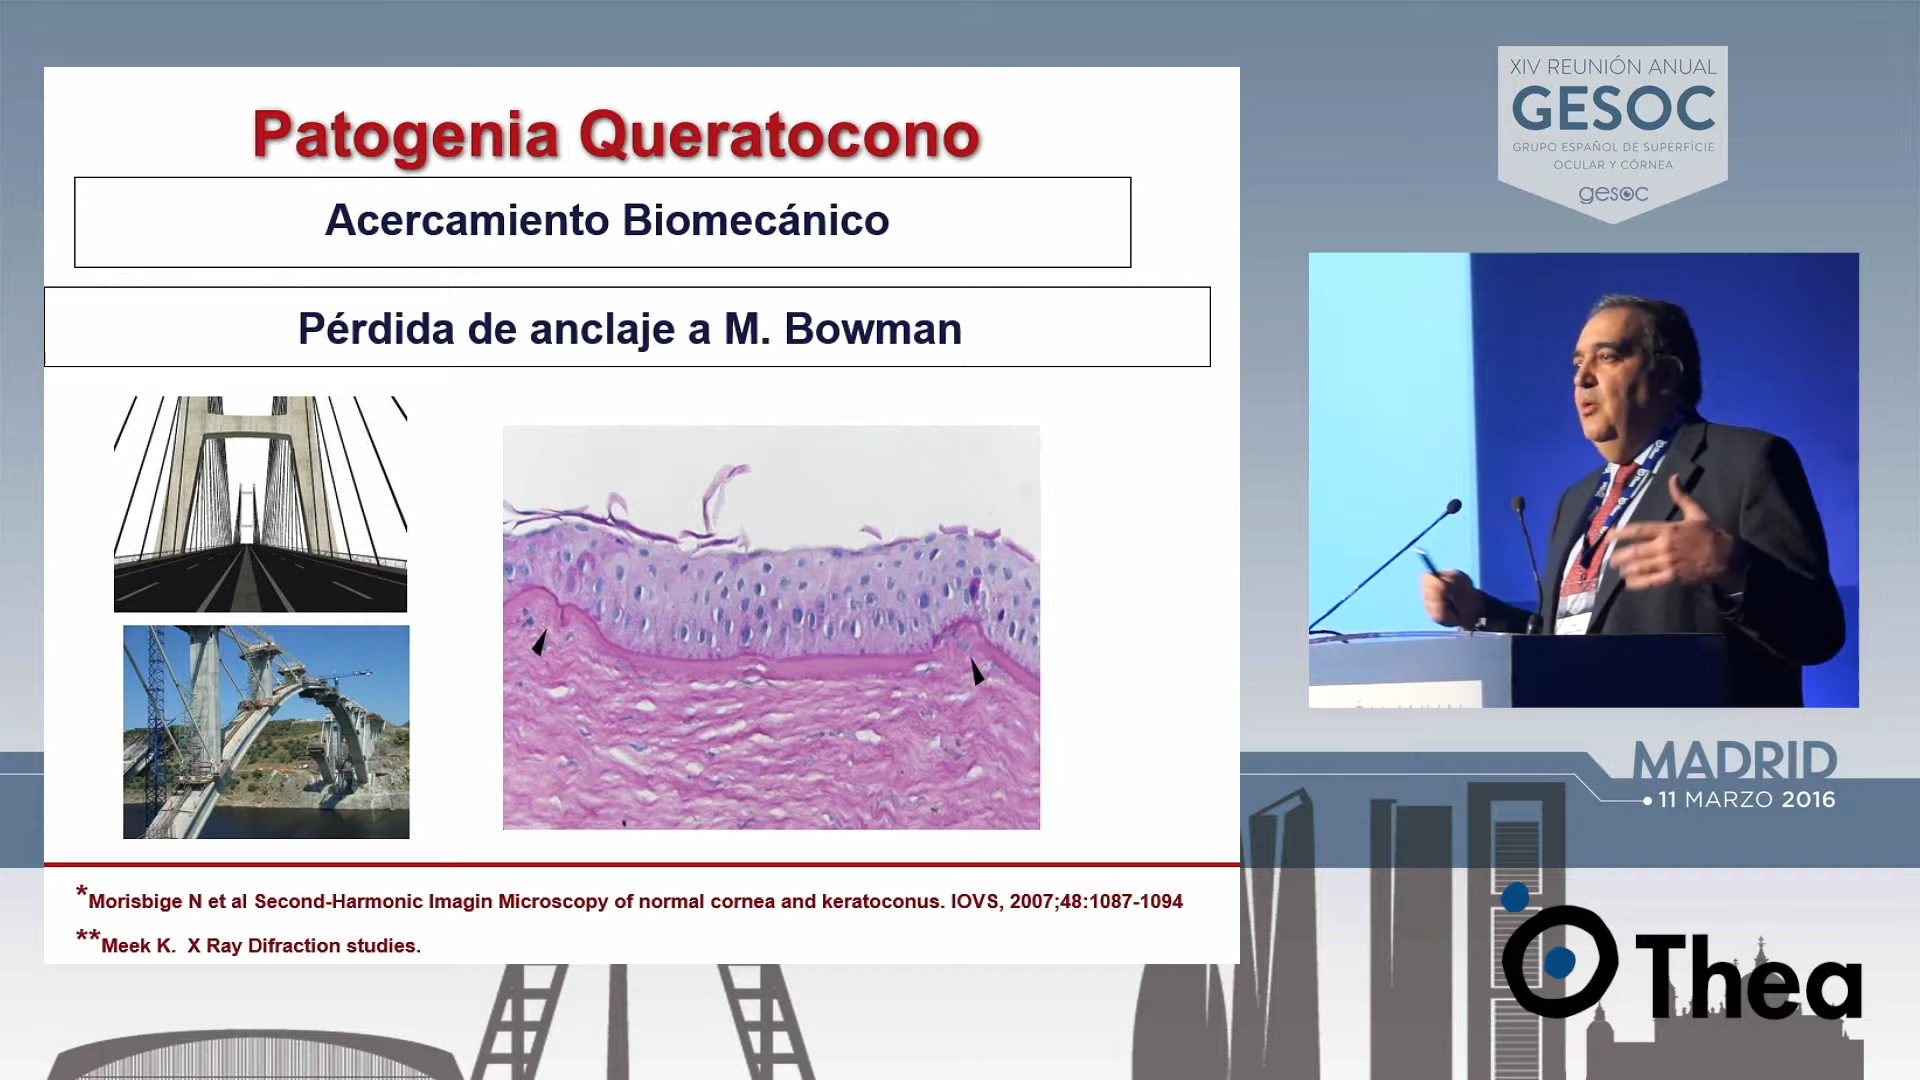 Patogenia Queratocono
Acercamiento Biomecánico
Pérdida de anclaje a M. Bowman
*Morisbige N et al Second-Harmonic Imagin Microscopy of normal cornea and keratoconus. IOVS, 2007;48:1087-1094
**Meek K. X Ray Difraction studies.
XIV REUNIÓN ANUAL
GESOC
GRUPO ESPAÑOL DE SUPERFÍCIE
OCULAR Y CÓRNEA
gesoc
MADRID
11 MARZO 2016
Thea